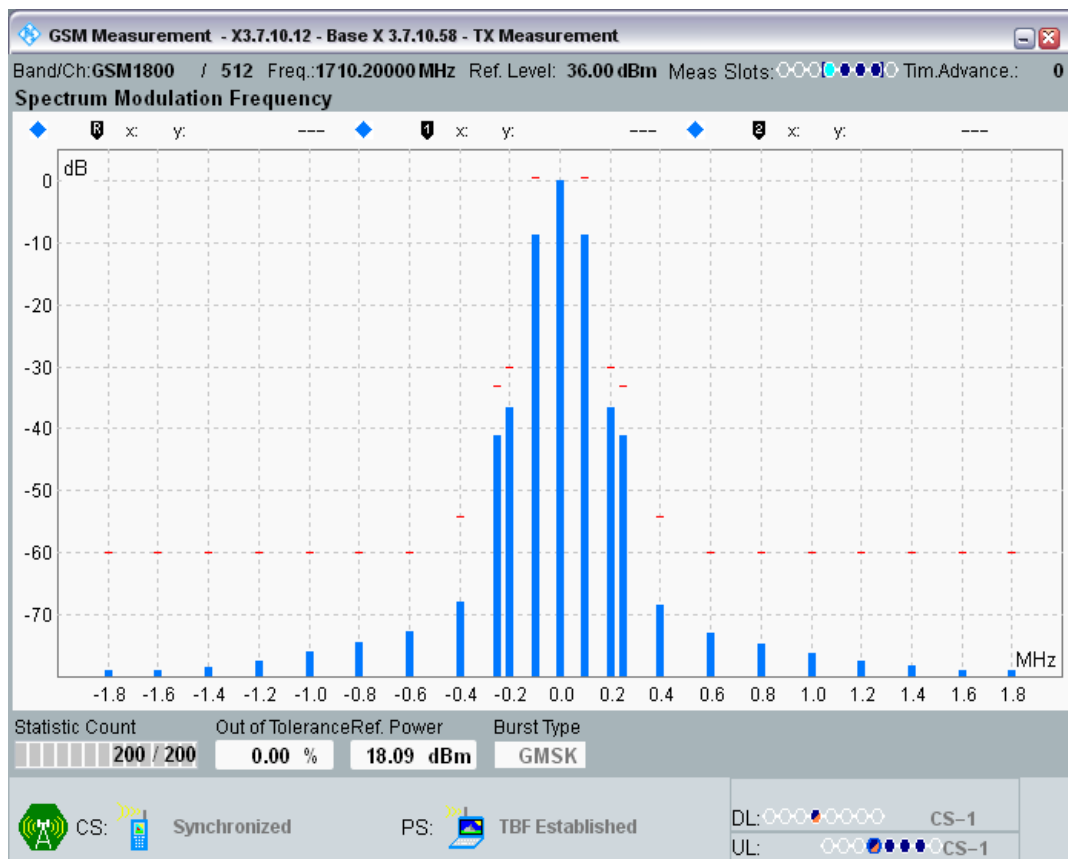 GSM Measurement - X3.7.10.12 - Base X 3.7.10.58 - TX Measurement
Band/Ch:GSM1800 / 512 Freq.:1710.20000 MHz Ref. Level: 36.00 dBm Meas Slots: Tim.Advance.: 0
Spectrum Modulation Frequency
R x: y: --- 1 x: y: --- 2 x: y: ---
dB
0
-10
-20
-30
-40
-50
-60
-70
MHz
-1.8 -1.6 -1.4 -1.2 -1.0 -0.8 -0.6 -0.4 -0.2 0.0 0.2 0.4 0.6 0.8 1.0 1.2 1.4 1.6 1.8
Statistic Count Out of Tolerance Ref. Power Burst Type
200 / 200 0.00 % 18.09 dBm GMSK
CS: Synchronized PS: TBF Established DL: CS-1
UL: CS-1